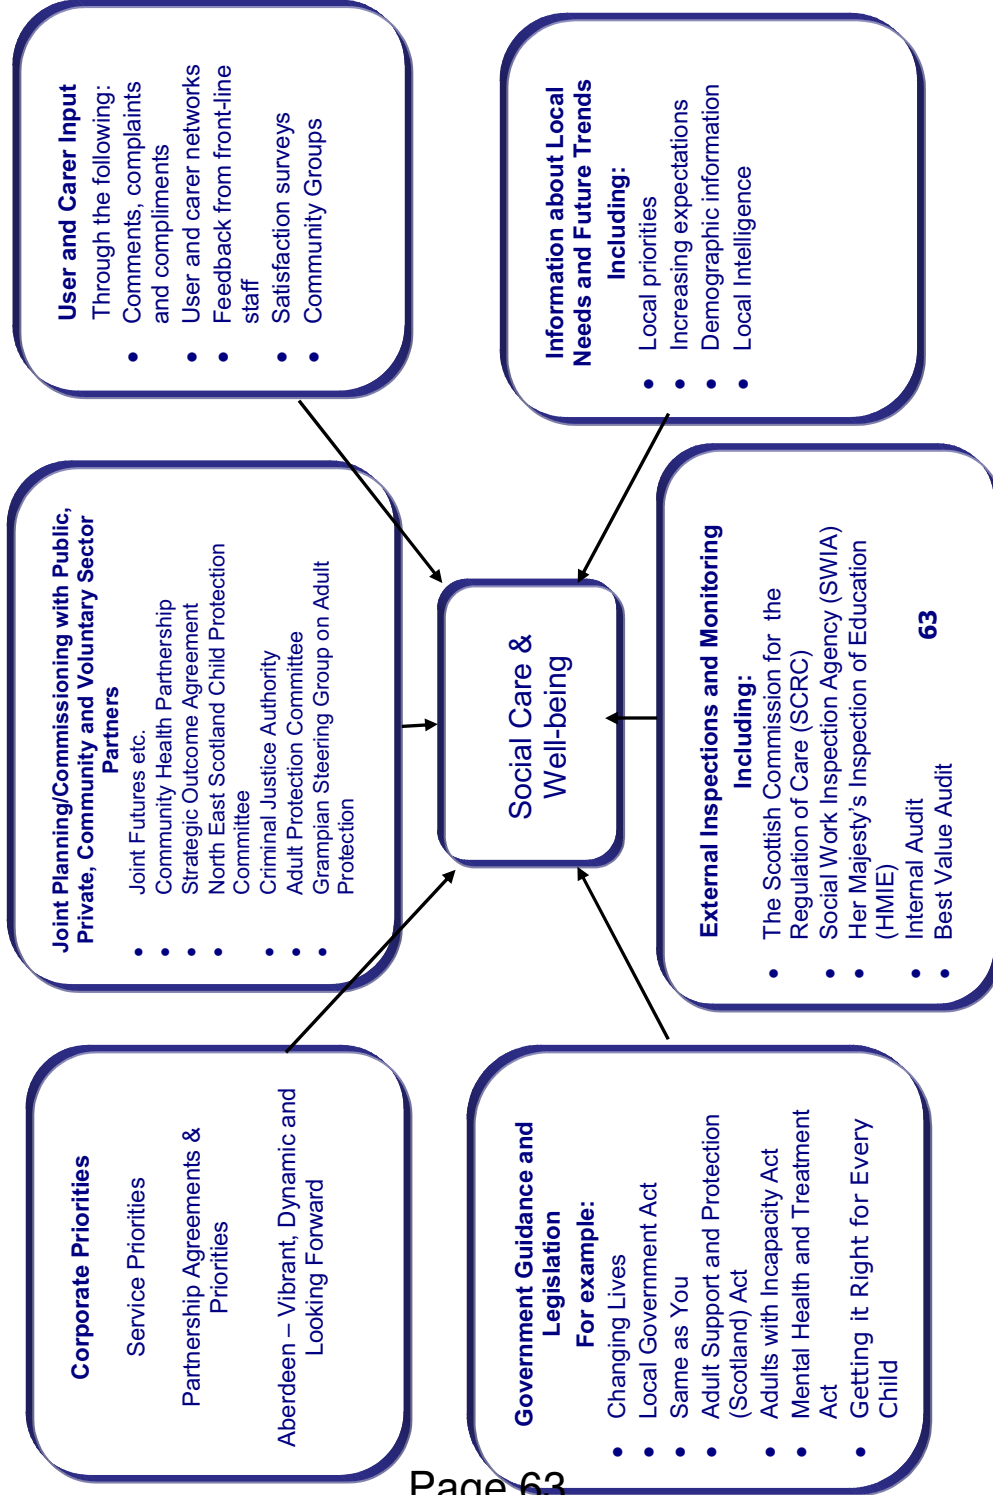 Corporate Priorities
Service Priorities
Partnership Agreements &
Priorities
Aberdeen – Vibrant, Dynamic and
Looking Forward
Joint Planning/Commissioning with Public,
Private, Community and Voluntary Sector
Partners
• Joint Futures etc.
• Community Health Partnership
• Strategic Outcome Agreement
• North East Scotland Child Protection
Committee
• Criminal Justice Authority
• Adult Protection Committee
• Grampian Steering Group on Adult
Protection
User and Carer Input
Through the following:
• Comments, complaints
and compliments
• User and carer networks
• Feedback from front-line
staff
• Satisfaction surveys
• Community Groups
Social Care &
Well-being
Government Guidance and
Legislation
For example:
• Changing Lives
• Local Government Act
• Same as You
• Adult Support and Protection
(Scotland) Act
• Adults with Incapacity Act
• Mental Health and Treatment
Act
• Getting it Right for Every
Child
External Inspections and Monitoring
Including:
• The Scottish Commission for the
Regulation of Care (SCRC)
• Social Work Inspection Agency (SWIA)
• Her Majesty's Inspection of Education
(HMIE)
• Internal Audit
• Best Value Audit
63
Information about Local
Needs and Future Trends
Including:
• Local priorities
• Increasing expectations
• Demographic information
• Local Intelligence
Page 63